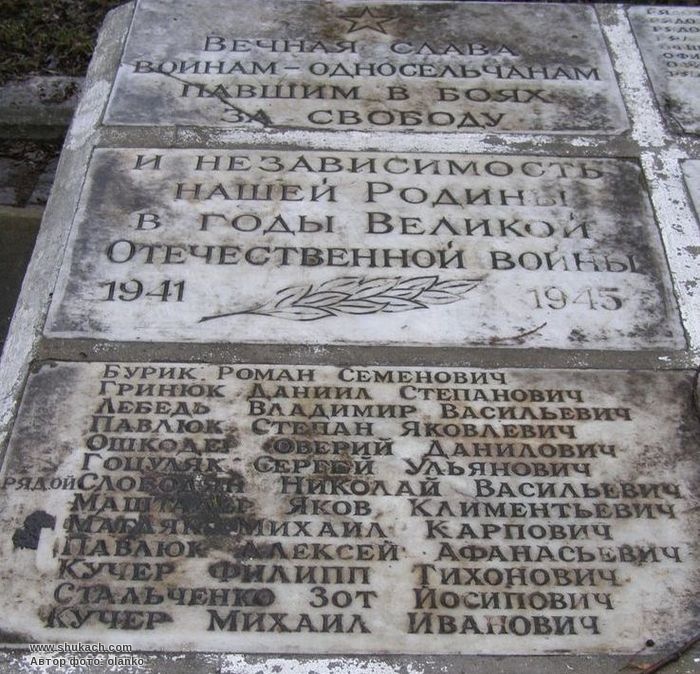 Вечная слава
воинам – односельчанам
павшим в боях
за свободу
и независимость
нашей Родины
в годы Великой
Отечественной войны
1941 1945
Бурик Роман Семенович
Гринюк Даниил Степанович
Лебедь Владимир Васильевич
Павлюк Степан Яковлевич
Ошкодер Оверий Данилович
Гоцуляк Сергей Ульянович
рядой Слободян Николай Васильевич
Машталер Яков Климентьевич
Михаил Карпович
Павлюк Алексей Афанасьевич
Кучер Филипп Тихонович
Стальченко Зот Йосипович
Кучер Михаил Иванович
www.shukach.com
Автор фото: olanko